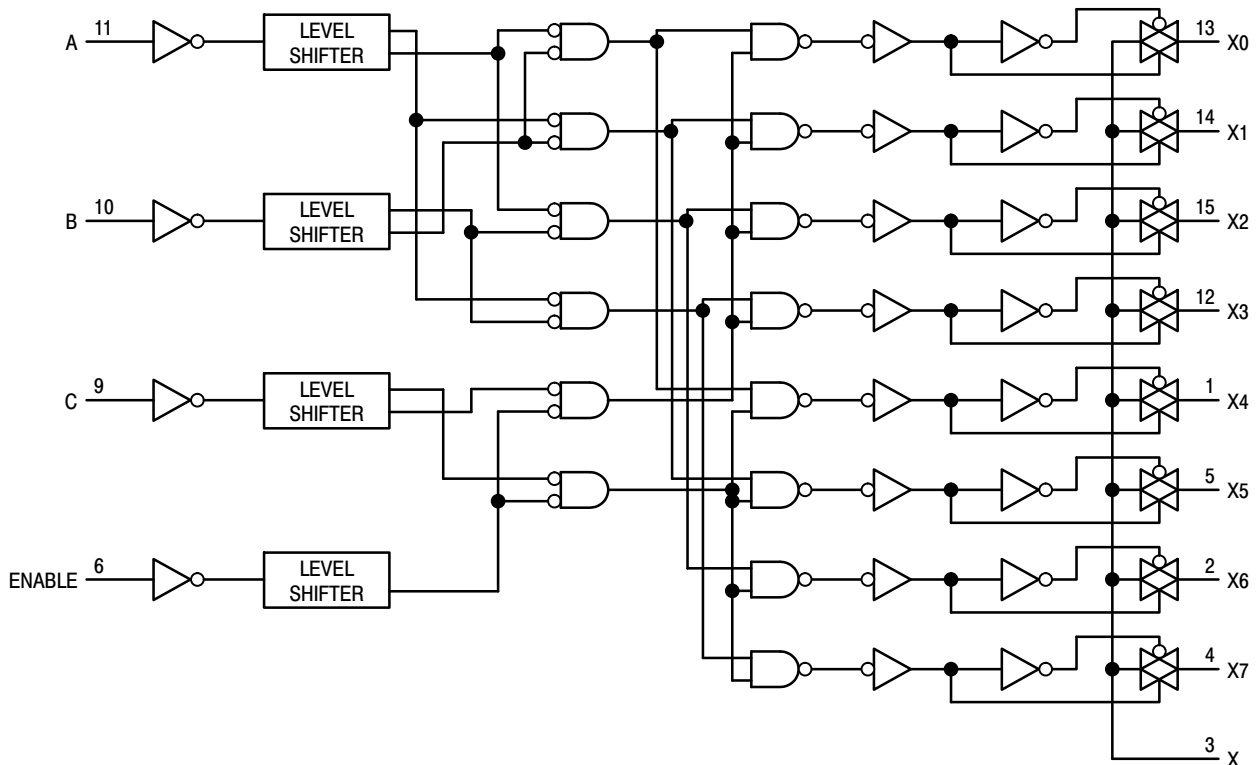 A 11
LEVEL
SHIFTER
13 X0
14 X1
B 10
LEVEL
SHIFTER
15 X2
12 X3
C 9
LEVEL
SHIFTER
1 X4
5 X5
ENABLE 6
LEVEL
SHIFTER
2 X6
4 X7
3 X